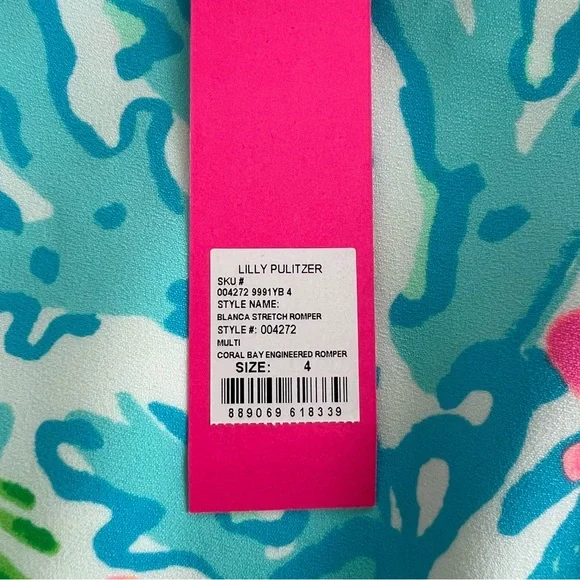 LILLY PULITZER
SKU #
004272 9991YB 4
STYLE NAME:
BLANCA STRETCH ROMPER
STYLE #: 004272
MULTI
CORAL BAY ENGINEERED ROMPER
SIZE: 4
889069 618339